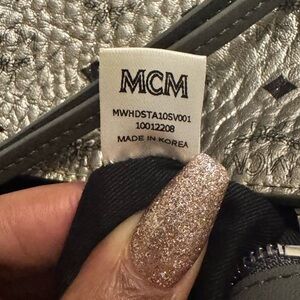 MCM
MWHDSTA10SV001
10012208
MADE IN KOREA